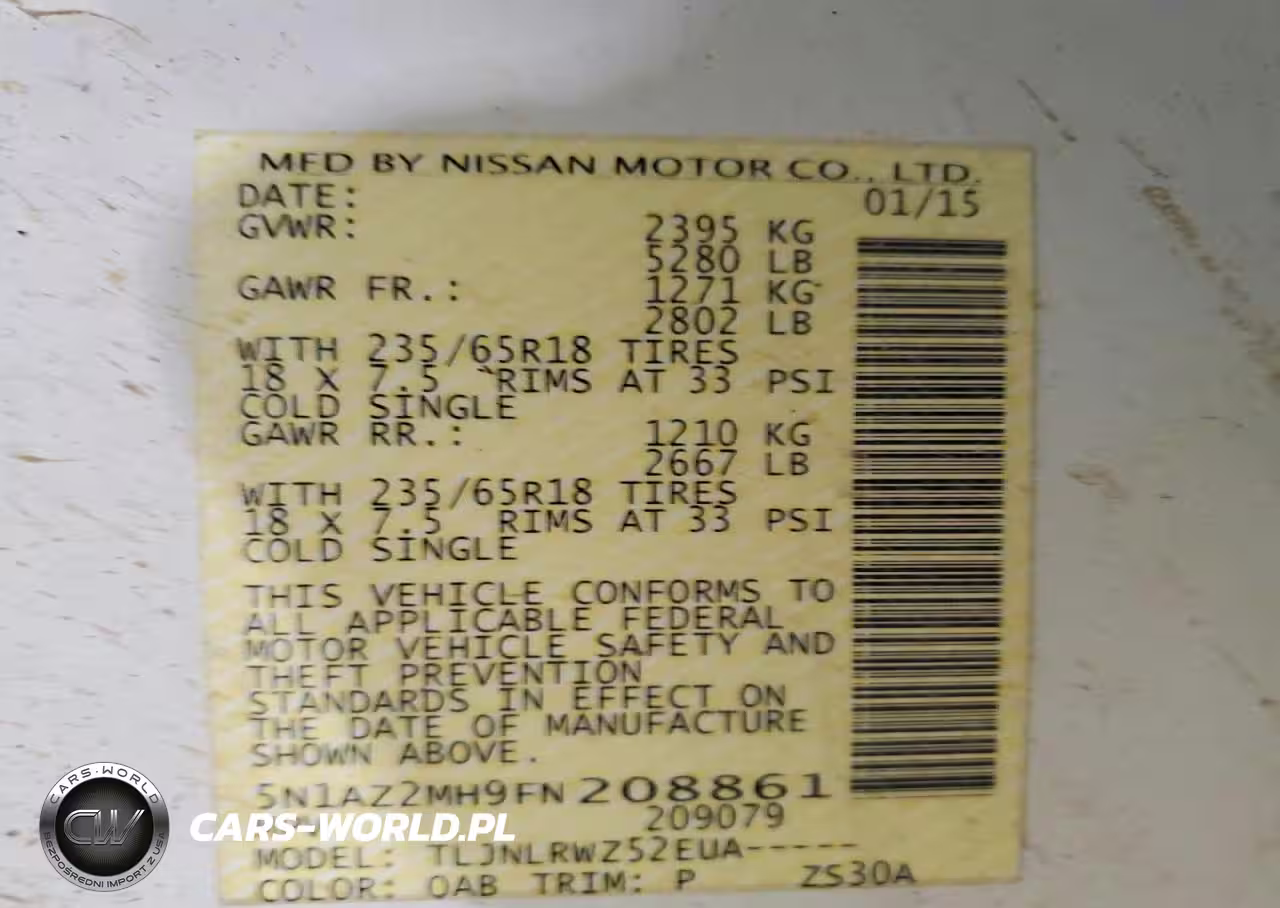 MFD BY NISSAN MOTOR CO., LTD.
DATE: 01/15
GVWR: 2395 KG
5280 LB
GAWR FR.: 1271 KG
2802 LB
WITH 235/65R18 TIRES
18 X 7.5 RIMS AT 33 PSI
COLD SINGLE
GAWR RR.: 1210 KG
2667 LB
WITH 235/65R18 TIRES
18 X 7.5 RIMS AT 33 PSI
COLD SINGLE
THIS VEHICLE CONFORMS TO
ALL APPLICABLE FEDERAL
MOTOR VEHICLE SAFETY AND
THEFT PREVENTION
STANDARDS IN EFFECT ON
THE DATE OF MANUFACTURE
SHOWN ABOVE.
5N1AZ2MH9FN208861
209079
MODEL: TLJNLRWZ52EUA-----
COLOR: QAB TRIM: P ZS30A
CARS-WORLD
CW
BEZPOŚREDNI IMPORT Z USA
CARS-WORLD.PL